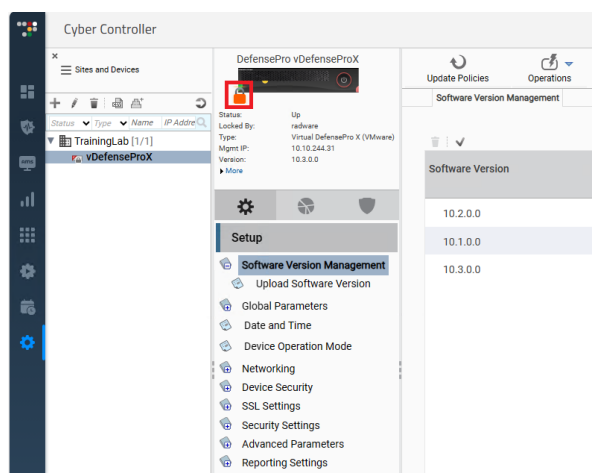 Cyber Controller
Sites and Devices
Status Type Name IP Addre
TrainingLab [1/1]
vDefenseProX
DefensePro vDefenseProX
Status: Up
Locked By: radware
Type: Virtual DefensePro X (VMware)
Mgmt IP: 10.10.244.31
Version: 10.3.0.0
More
Setup
Software Version Management
Upload Software Version
Global Parameters
Date and Time
Device Operation Mode
Networking
Device Security
SSL Settings
Security Settings
Advanced Parameters
Reporting Settings
Update Policies Operations
Software Version Management
Software Version
10.2.0.0
10.1.0.0
10.3.0.0